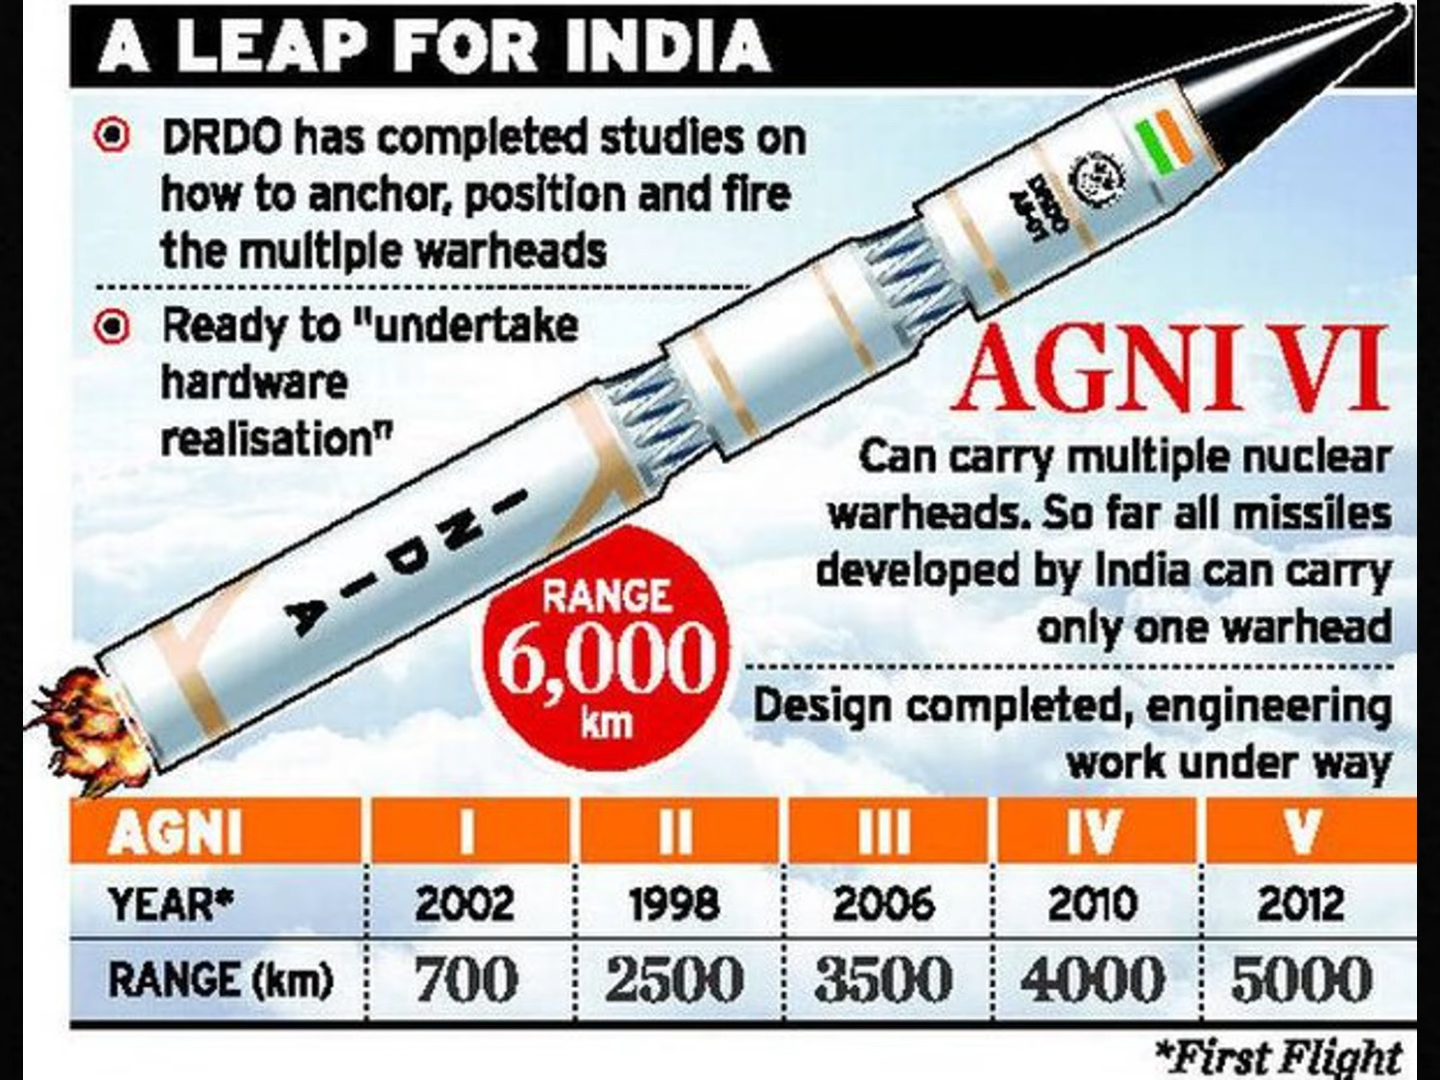 A LEAP FOR INDIA
DRDO has completed studies on
how to anchor, position and fire
the multiple warheads
Ready to "undertake
hardware
realisation"
DRDO
INDIA
AGNI VI
Can carry multiple nuclear
warheads. So far all missiles
developed by India can carry
only one warhead
Design completed, engineering
work under way
RANGE
6,000
km
AGNI I II III IV V
YEAR* 2002 1998 2006 2010 2012
RANGE (km) 700 2500 3500 4000 5000
*First Flight